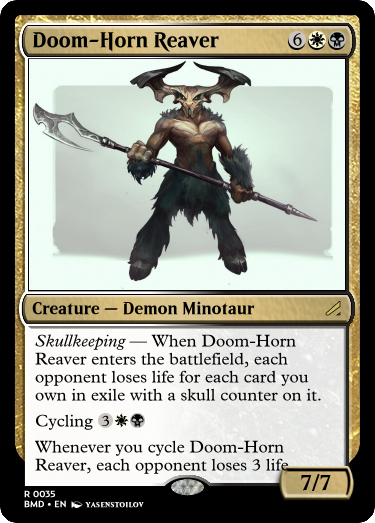 Doom-Horn Reaver 6
Creature — Demon Minotaur
Skullkeeping — When Doom-Horn
Reaver enters the battlefield, each
opponent loses life for each card you
own in exile with a skull counter on it.
Cycling 3
Whenever you cycle Doom-Horn
Reaver, each opponent loses 3 life.
7/7
R 0035
BMD • EN YASENSTOILOV